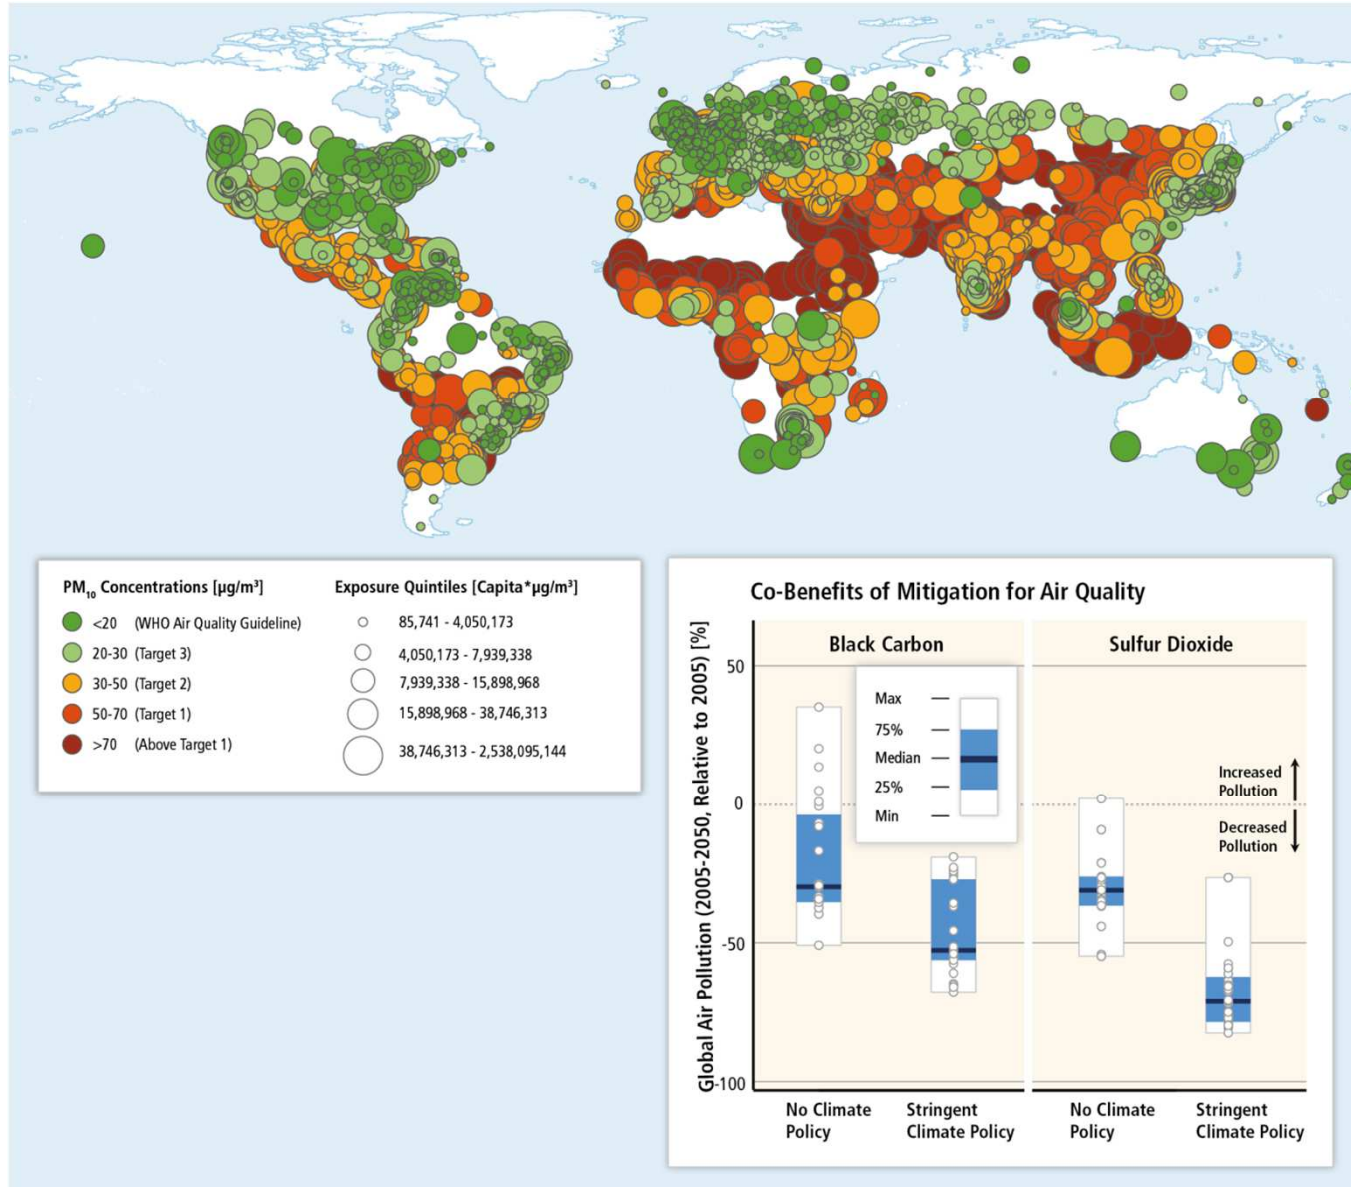 PM10 Concentrations [µg/m³]
<20 (WHO Air Quality Guideline)
20-30 (Target 3)
30-50 (Target 2)
50-70 (Target 1)
>70 (Above Target 1)
Exposure Quintiles [Capita*µg/m³]
85,741 - 4,050,173
4,050,173 - 7,939,338
7,939,338 - 15,898,968
15,898,968 - 38,746,313
38,746,313 - 2,538,095,144
Co-Benefits of Mitigation for Air Quality
Global Air Pollution (2005-2050, Relative to 2005) [%]
50
0
-50
-100
Black Carbon
Sulfur Dioxide
Max
75%
Median
25%
Min
Increased
Pollution
Decreased
Pollution
No Climate
Policy
Stringent
Climate Policy
No Climate
Policy
Stringent
Climate Policy